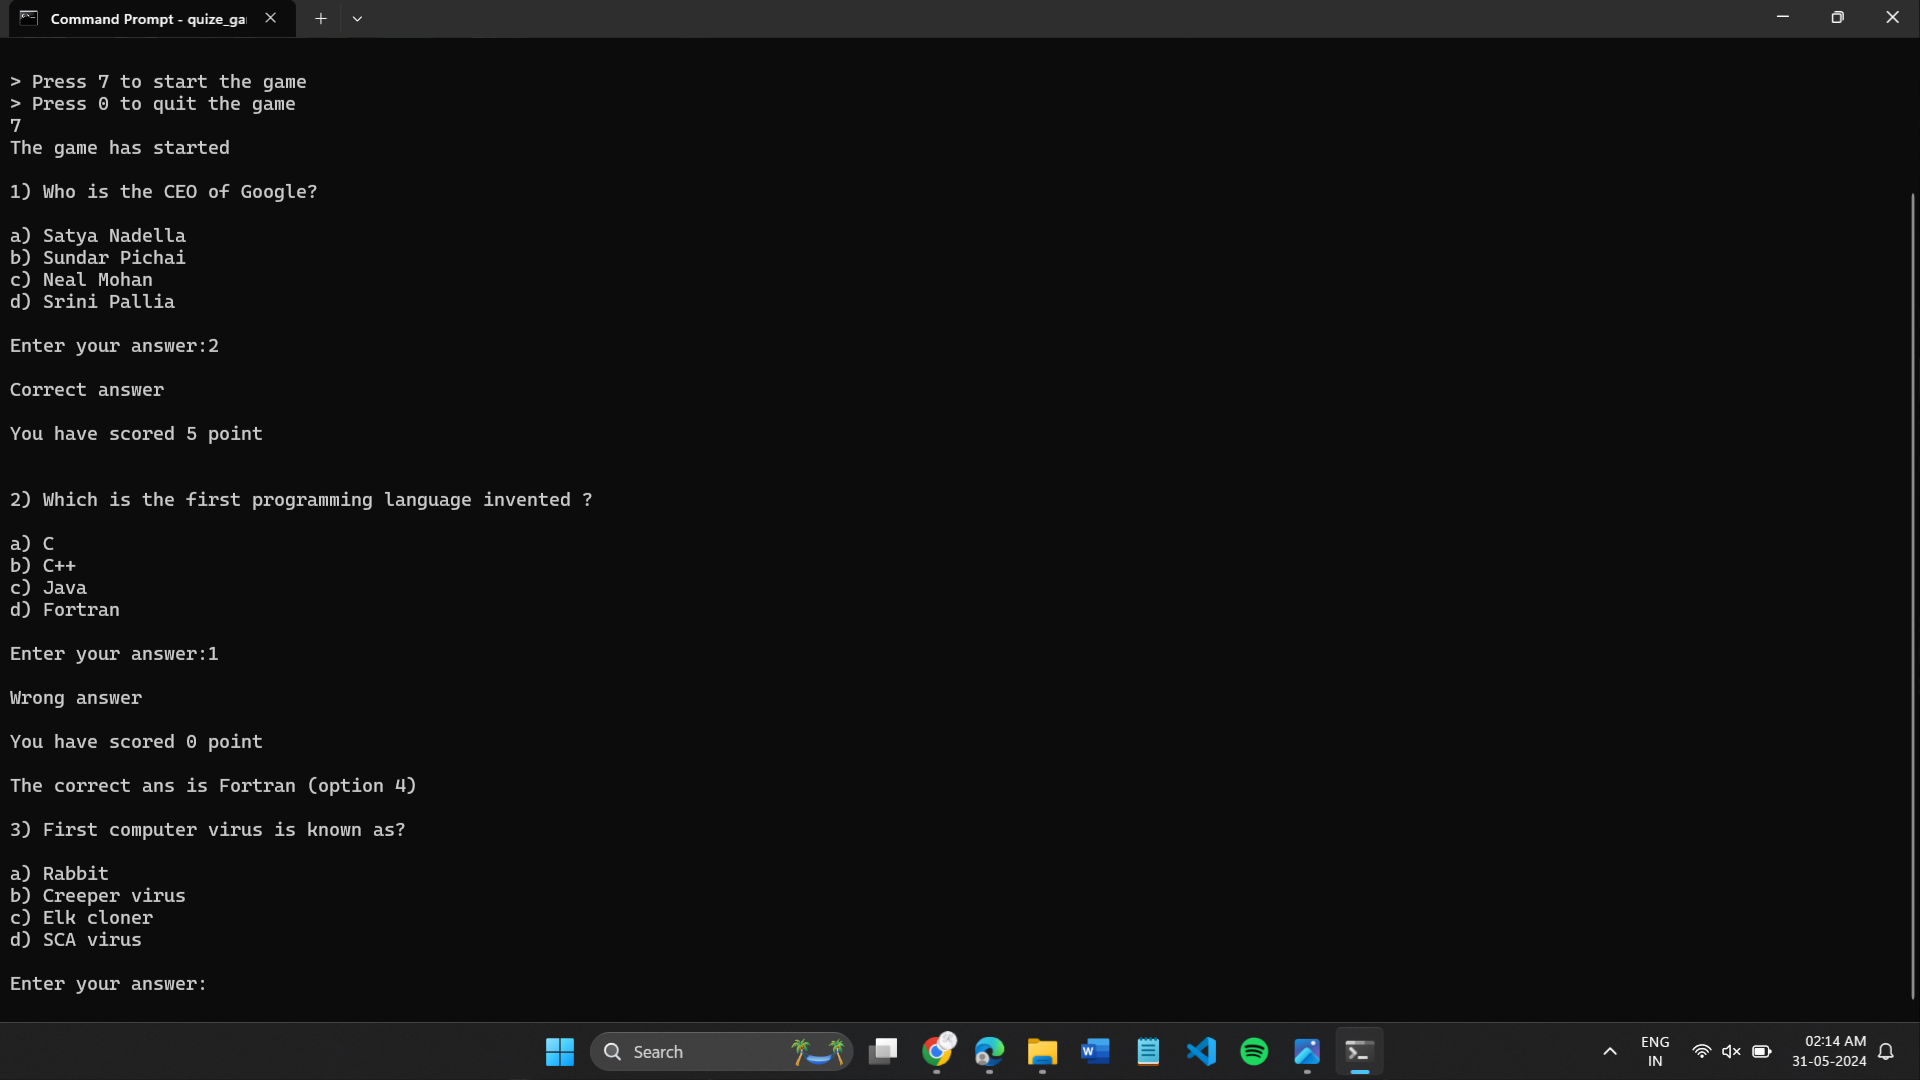 Command Prompt - quize_ga
> Press 7 to start the game
> Press 0 to quit the game
7
The game has started
1) Who is the CEO of Google?
a) Satya Nadella
b) Sundar Pichai
c) Neal Mohan
d) Srini Pallia
Enter your answer:2
Correct answer
You have scored 5 point
2) Which is the first programming language invented ?
a) C
b) C++
c) Java
d) Fortran
Enter your answer:1
Wrong answer
You have scored 0 point
The correct ans is Fortran (option 4)
3) First computer virus is known as?
a) Rabbit
b) Creeper virus
c) Elk cloner
d) SCA virus
Enter your answer:
Search
ENG
IN
02:14 AM
31-05-2024